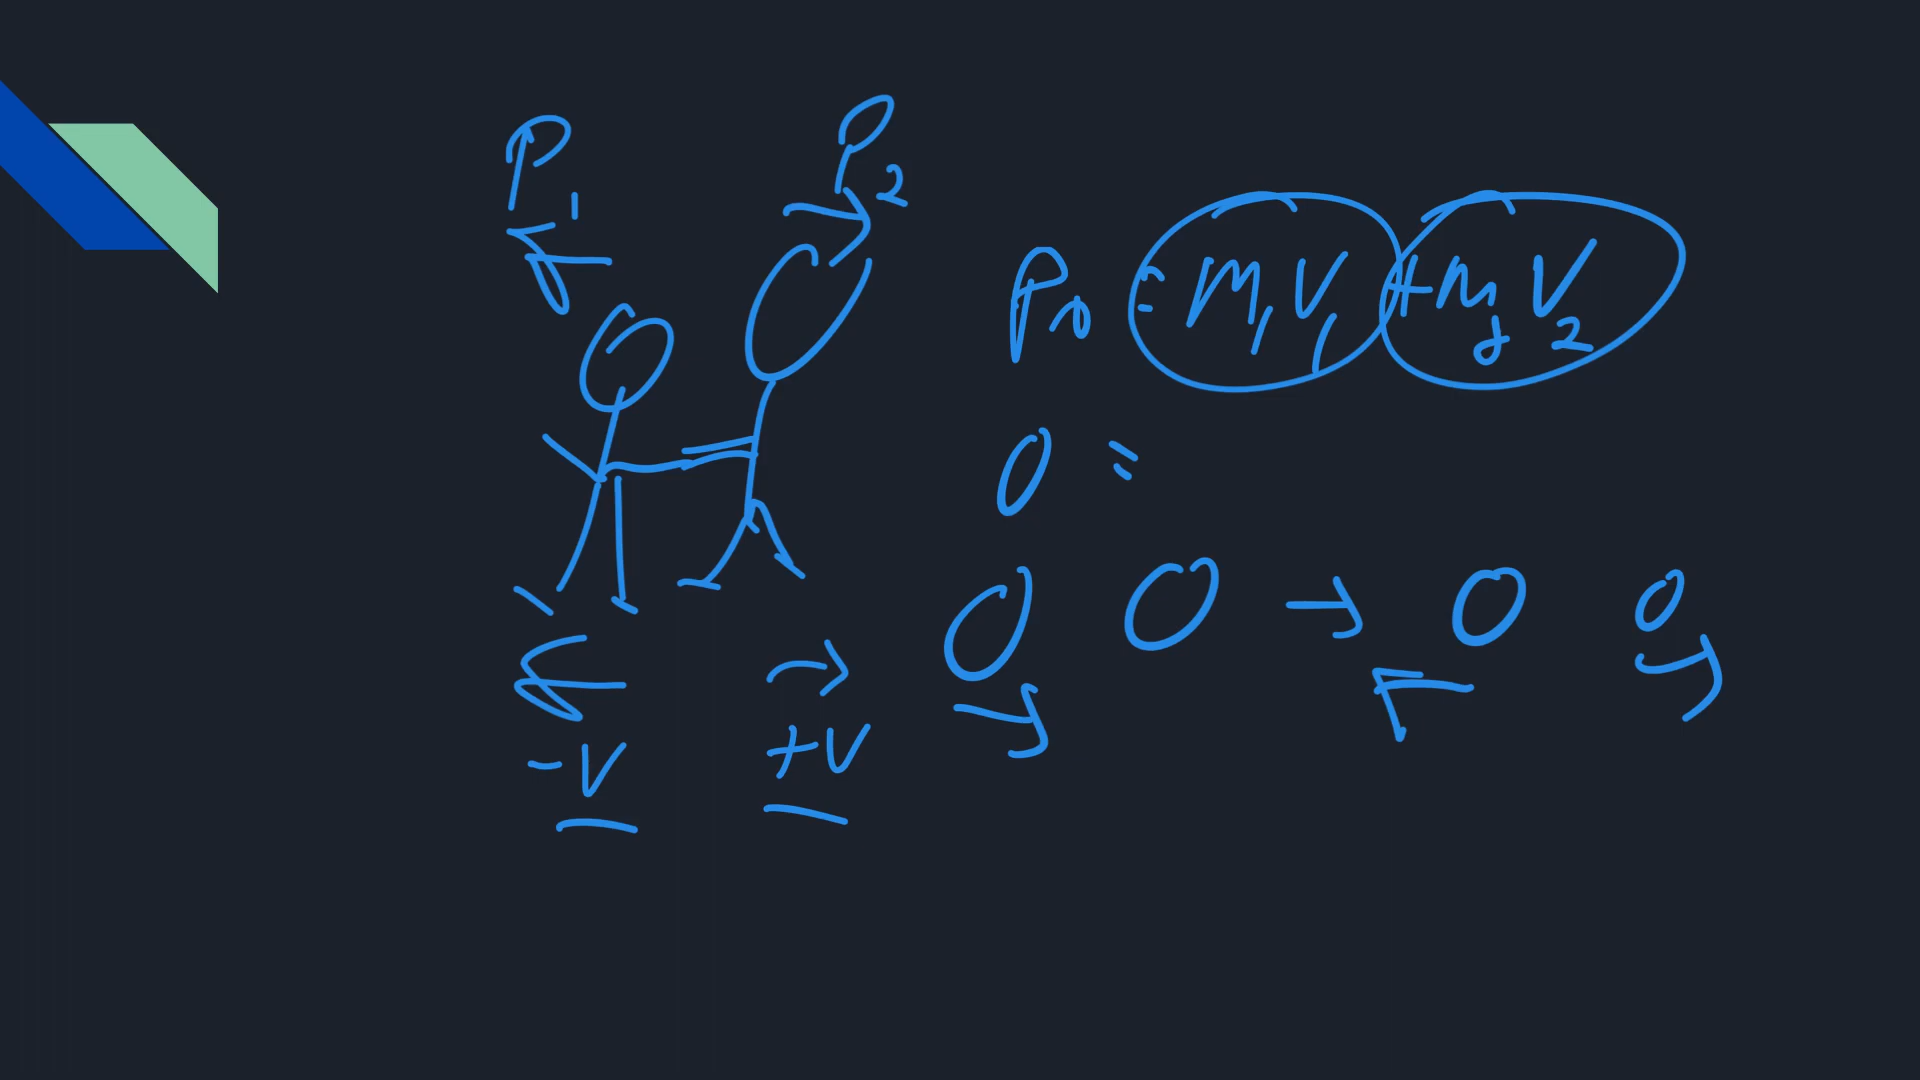 P1
P2
P0 = m1V1 + m2V2
0 =
-V
+V